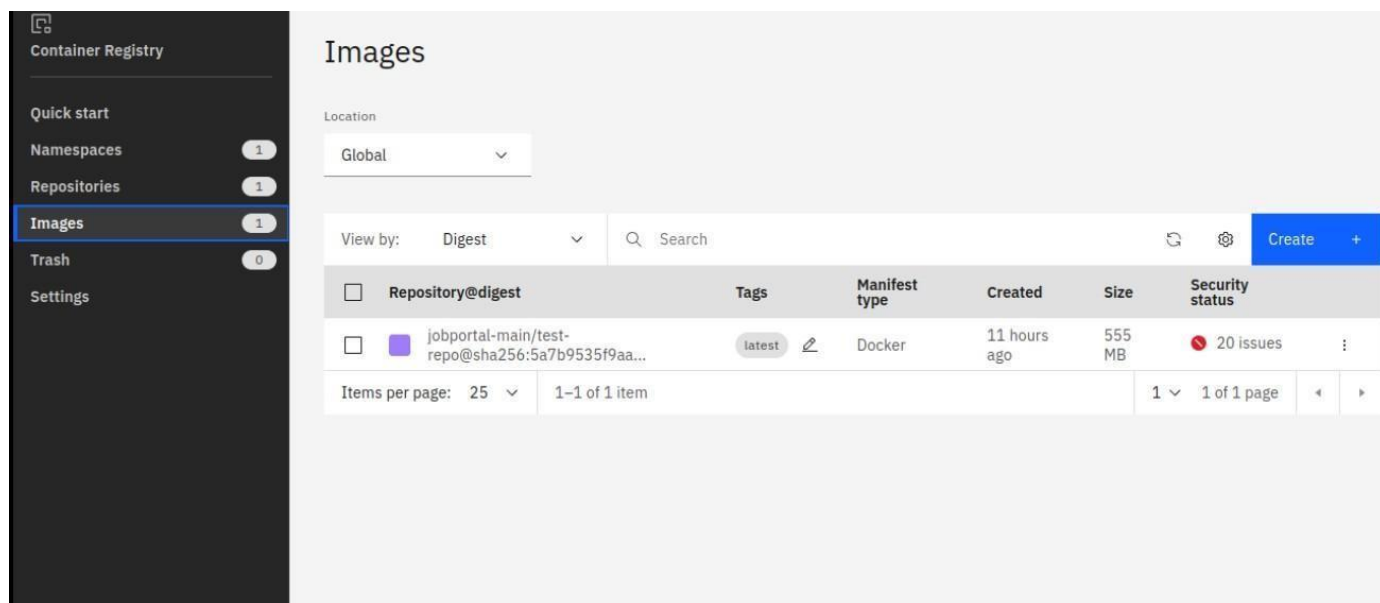 Container Registry
Quick start
Namespaces 1
Repositories 1
Images 1
Trash 0
Settings
Images
Location
Global
View by: Digest Search Create +
Repository@digest Tags Manifest type Created Size Security status
jobportal-main/test-
repo@sha256:5a7b9535f9aa...
latest Docker 11 hours ago 555 MB 20 issues
Items per page: 25 1–1 of 1 item 1 1 of 1 page